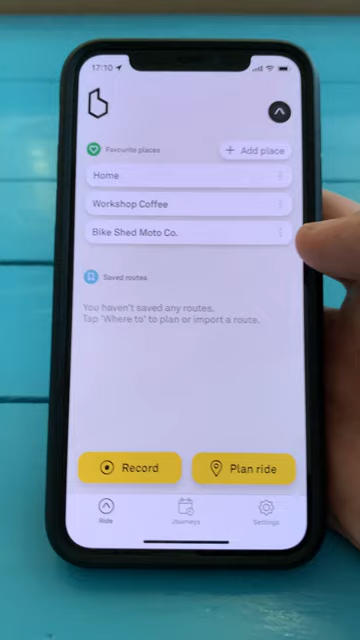 17:10
Favourite places
+ Add place
Home
Workshop Coffee
Bike Shed Moto Co.
Saved routes
You haven't saved any routes.
Tap 'Where to' to plan or import a route.
Record
Plan ride
Ride
Journeys
Settings